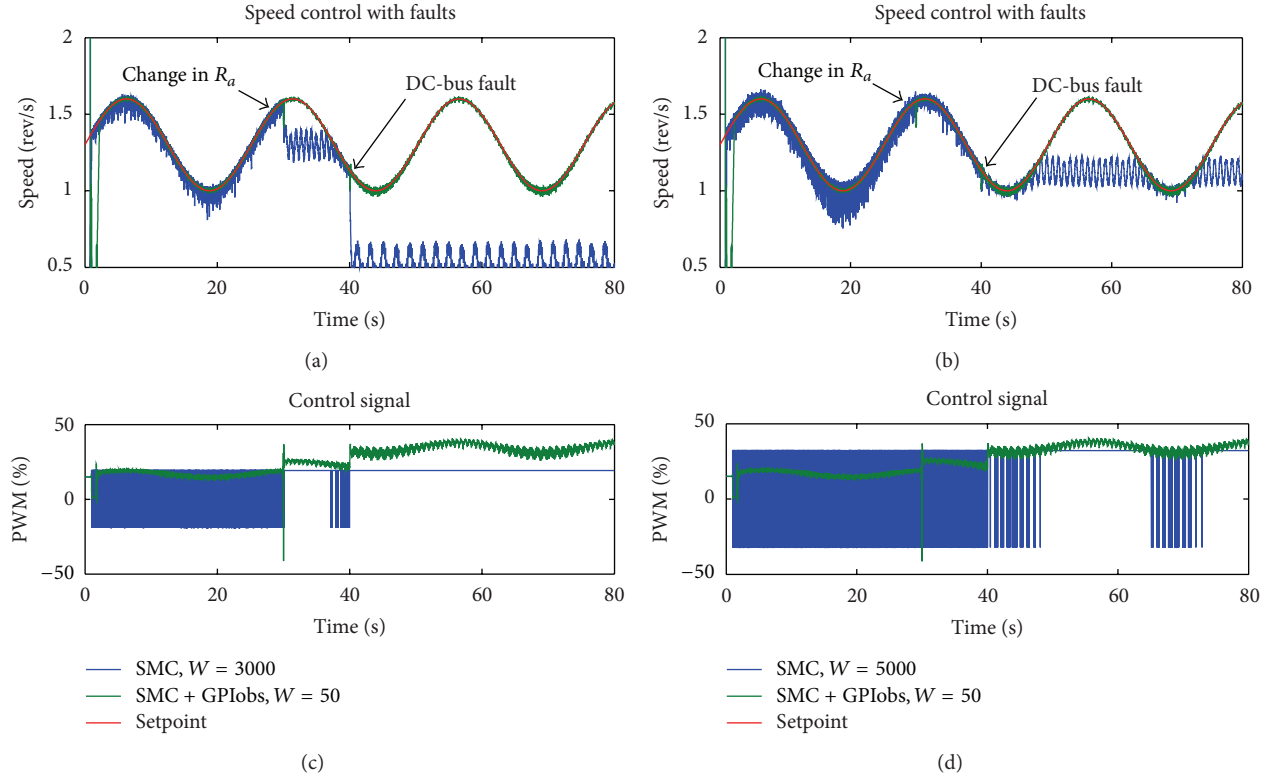 Speed control with faults
2
Change in Rₐ
DC-bus fault
1.5
1
0.5
Speed (rev/s)
0 20 40 60 80
Time (s)
(a)
Speed control with faults
2
Change in Rₐ
DC-bus fault
1.5
1
0.5
Speed (rev/s)
0 20 40 60 80
Time (s)
(b)
Control signal
50
0
−50
PWM (%)
0 20 40 60 80
Time (s)
SMC, W = 3000
SMC + GPIobs, W = 50
Setpoint
(c)
Control signal
50
0
−50
PWM (%)
0 20 40 60 80
Time (s)
SMC, W = 5000
SMC + GPIobs, W = 50
Setpoint
(d)